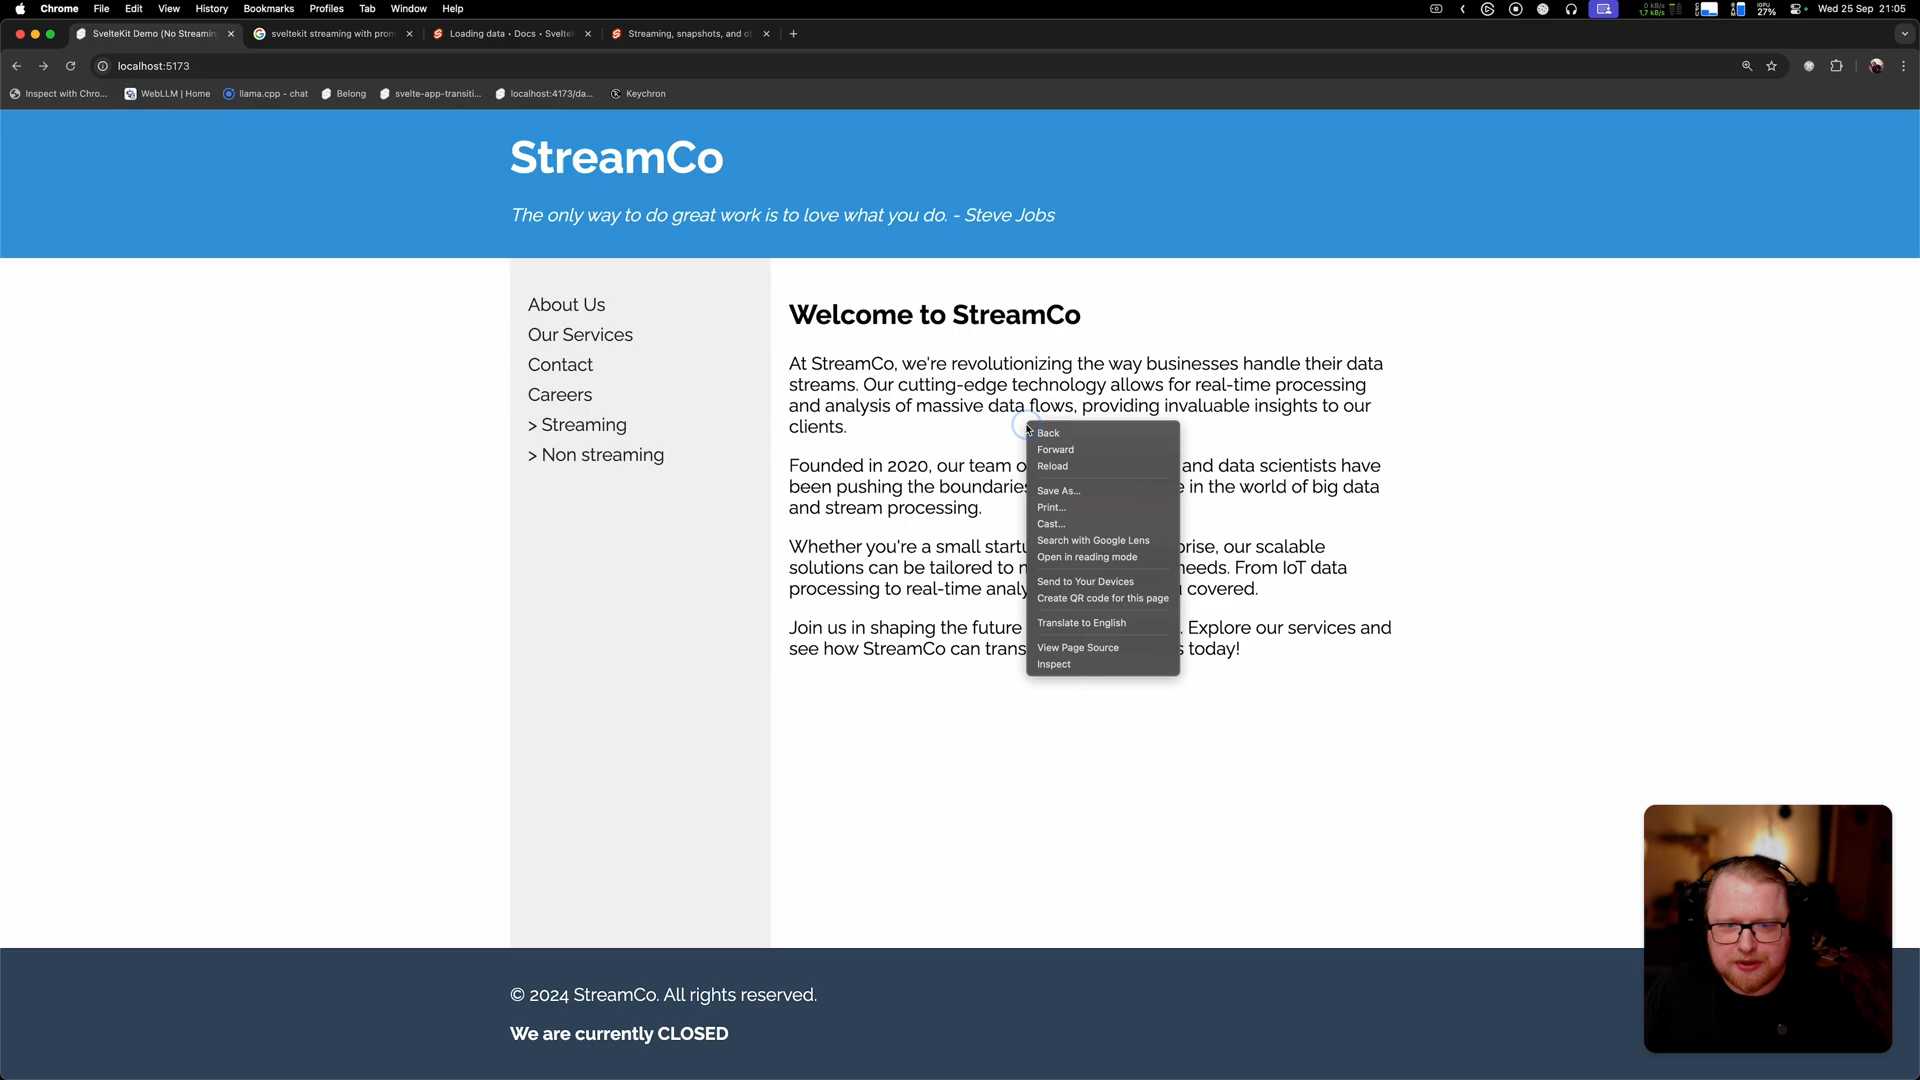 Chrome File Edit View History Bookmarks Profiles Tab Window Help
0 kB/s
1,7 kB/s
27%
Wed 25 Sep 21:05
SvelteKit Demo (No Streamin
sveltekit streaming with prom
Loading data • Docs • Svelte
Streaming, snapshots, and ot
localhost:5173
Inspect with Chro...
WebLLM | Home
llama.cpp - chat
Belong
svelte-app-transiti...
localhost:4173/da...
Keychron
StreamCo
The only way to do great work is to love what you do. - Steve Jobs
About Us
Our Services
Contact
Careers
> Streaming
> Non streaming
Welcome to StreamCo
At StreamCo, we're revolutionizing the way businesses handle their data
streams. Our cutting-edge technology allows for real-time processing
and analysis of massive data flows, providing invaluable insights to our
clients.
Founded in 2020, our team o and data scientists have
been pushing the boundaries e in the world of big data
and stream processing.
Whether you're a small startu prise, our scalable
solutions can be tailored to needs. From IoT data
processing to real-time analy covered.
Join us in shaping the future . Explore our services and
see how StreamCo can trans s today!
Back
Forward
Reload
Save As...
Print...
Cast...
Search with Google Lens
Open in reading mode
Send to Your Devices
Create QR code for this page
Translate to English
View Page Source
Inspect
© 2024 StreamCo. All rights reserved.
We are currently CLOSED